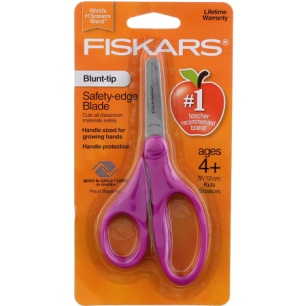 World's
#1 Scissors
Brand*
Lifetime
Warranty
FISKARS®
Blunt-tip
Safety-edge
Blade
Cuts all classroom
materials safely
Handle sized for
growing hands
Handle protection
#1
teacher
recommended
brand!
BOYS & GIRLS CLUBS
OF AMERICA
Proud Supporter
ages
4+
5"/12cm
Kids
Scissors